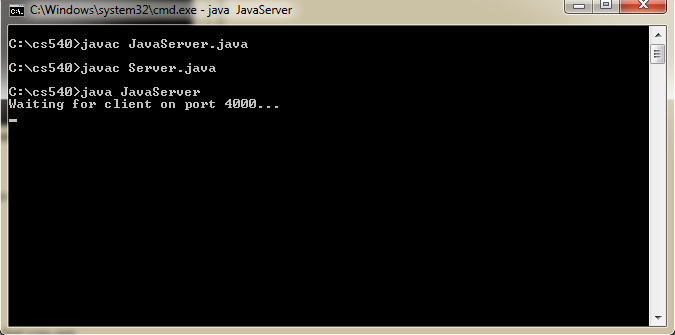 C:\Windows\system32\cmd.exe - java  JavaServer
C:\cs540>javac JavaServer.java
C:\cs540>javac Server.java
C:\cs540>java JavaServer
Waiting for client on port 4000...